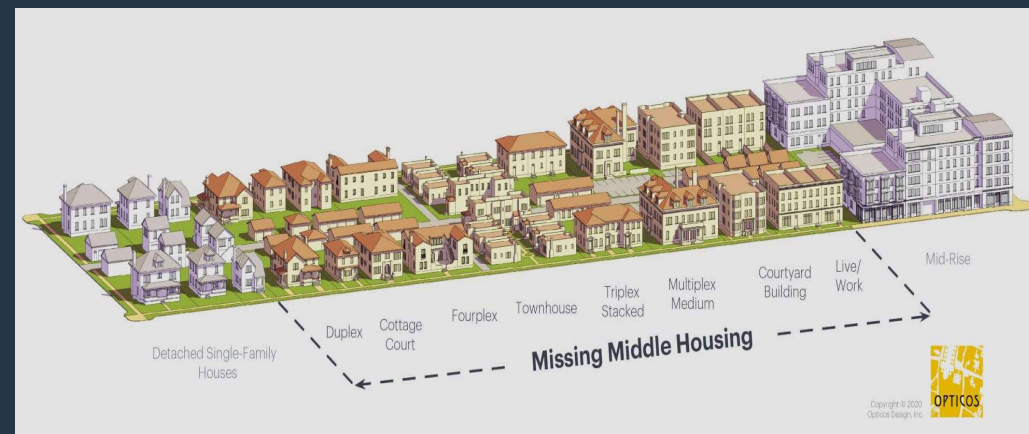 Detached Single-Family
Houses
Duplex
Cottage
Court
Fourplex
Townhouse
Triplex
Stacked
Multiplex
Medium
Courtyard
Building
Live/
Work
Mid-Rise
Missing Middle Housing
Copyright © 2020
Opticos Design, Inc.
OPTICOS